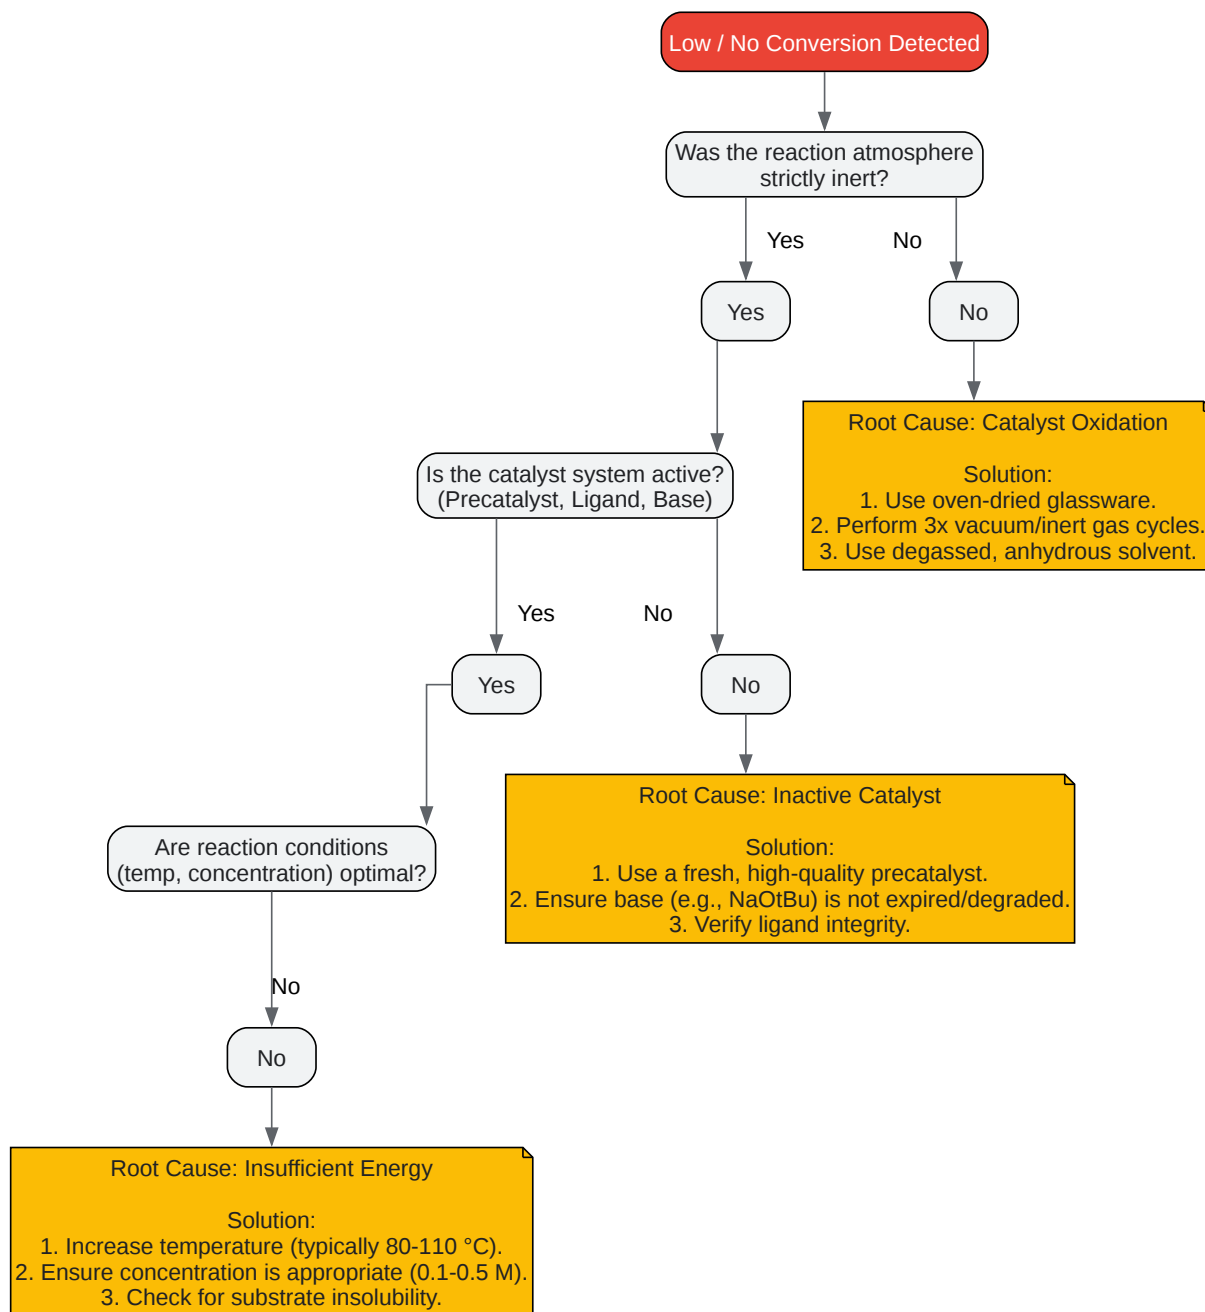 Low / No Conversion Detected
Was the reaction atmosphere
strictly inert?
Yes
No
Yes
No
Root Cause: Catalyst Oxidation
Solution:
1. Use oven-dried glassware.
2. Perform 3x vacuum/inert gas cycles.
3. Use degassed, anhydrous solvent.
Is the catalyst system active?
(Precatalyst, Ligand, Base)
Yes
No
Yes
No
Root Cause: Inactive Catalyst
Solution:
1. Use a fresh, high-quality precatalyst.
2. Ensure base (e.g., NaOtBu) is not expired/degraded.
3. Verify ligand integrity.
Are reaction conditions
(temp, concentration) optimal?
No
No
Root Cause: Insufficient Energy
Solution:
1. Increase temperature (typically 80-110 °C).
2. Ensure concentration is appropriate (0.1-0.5 M).
3. Check for substrate insolubility.